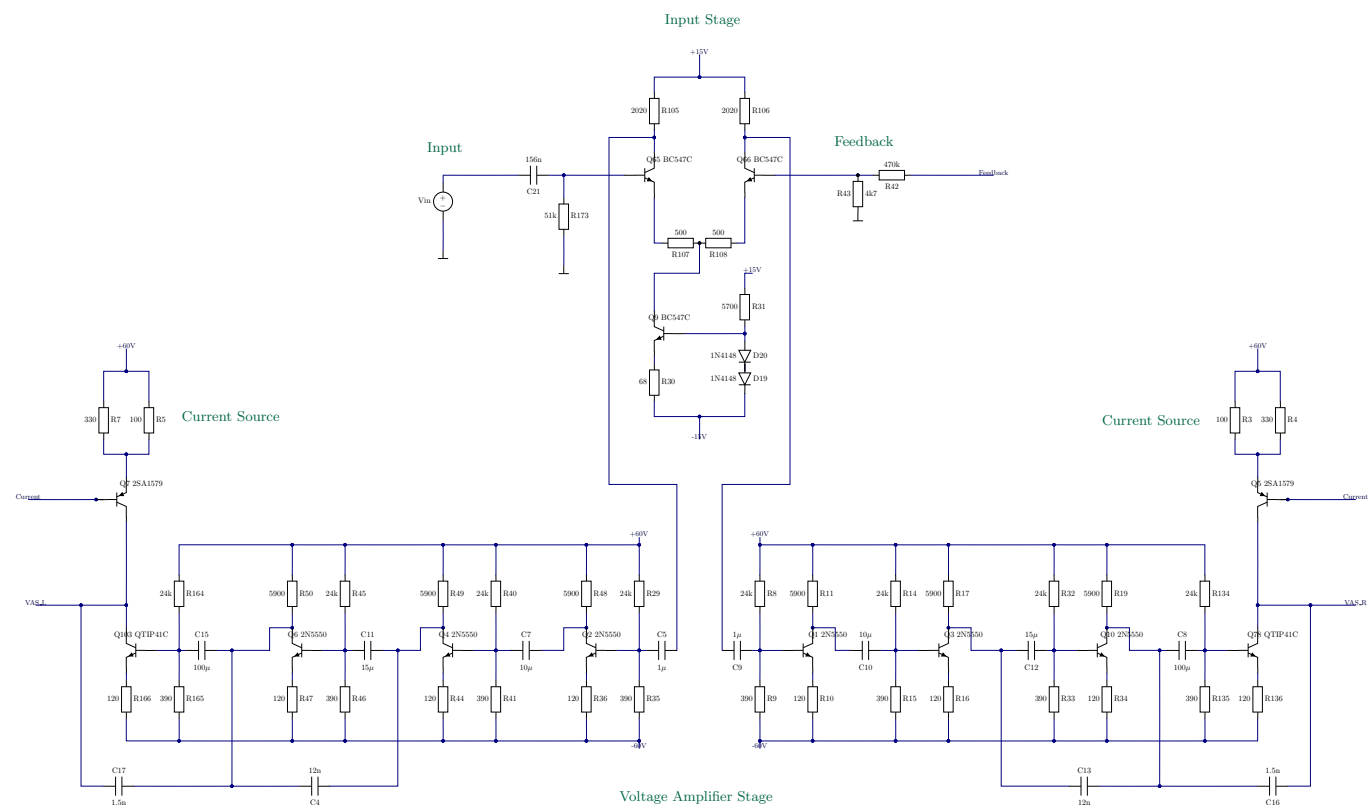 Input Stage
+15V
2020 R105
2020 R106
Input
Feedback
156n
C21
Q65 BC547C
Q66 BC547C
470k
R42
Feedback
Vin
51k R173
R43 4k7
500
R107
500
R108
+15V
5700 R31
Q9 BC547C
1N4148 D20
1N4148 D19
68 R30
-15V
+60V
330 R7
100 R5
Current Source
Q7 2SA1579
Current
+60V
100 R3
330 R4
Current Source
Q5 2SA1579
Current
+60V
24k R164
5900 R50
24k R45
5900 R49
24k R40
5900 R48
24k R29
VAS_L
Q103 QTIP41C
C15
100µ
Q6 2N5550
C11
15µ
Q4 2N5550
C7
10µ
Q2 2N5550
C5
1µ
120 R166
390 R165
120 R47
390 R46
120 R44
390 R41
120 R36
390 R35
-60V
C17
1.5n
12n
C4
+60V
24k R8
5900 R11
24k R14
5900 R17
24k R32
5900 R19
24k R134
VAS_R
1µ
C9
Q1 2N5550
10µ
C10
Q3 2N5550
15µ
C12
Q10 2N5550
C8
100µ
Q78 QTIP41C
390 R9
120 R10
390 R15
120 R16
390 R33
120 R34
390 R135
120 R136
-60V
C13
12n
1.5n
C16
Voltage Amplifier Stage